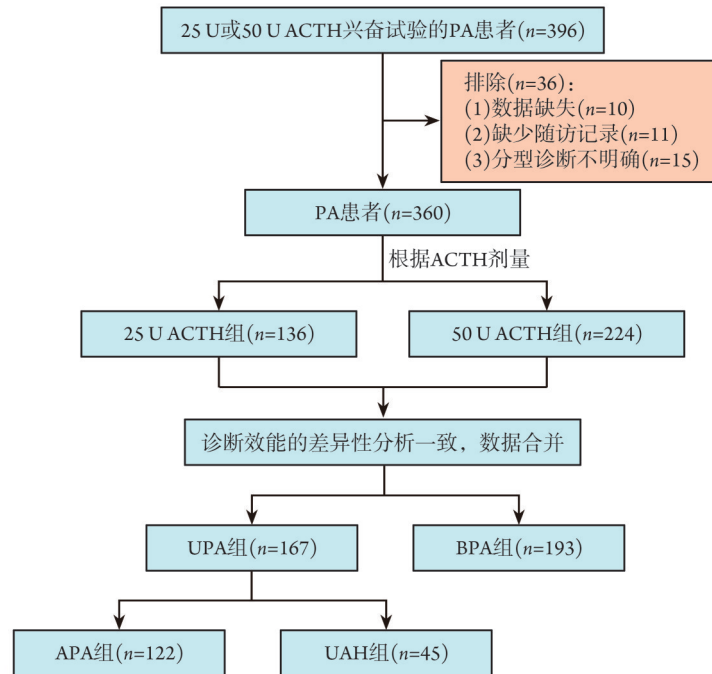 25 U或50 U ACTH兴奋试验的PA患者(n=396)
排除(n=36)：
(1)数据缺失(n=10)
(2)缺少随访记录(n=11)
(3)分型诊断不明确(n=15)
PA患者(n=360)
根据ACTH剂量
25 U ACTH组(n=136)
50 U ACTH组(n=224)
诊断效能的差异性分析一致，数据合并
UPA组(n=167)
BPA组(n=193)
APA组(n=122)
UAH组(n=45)